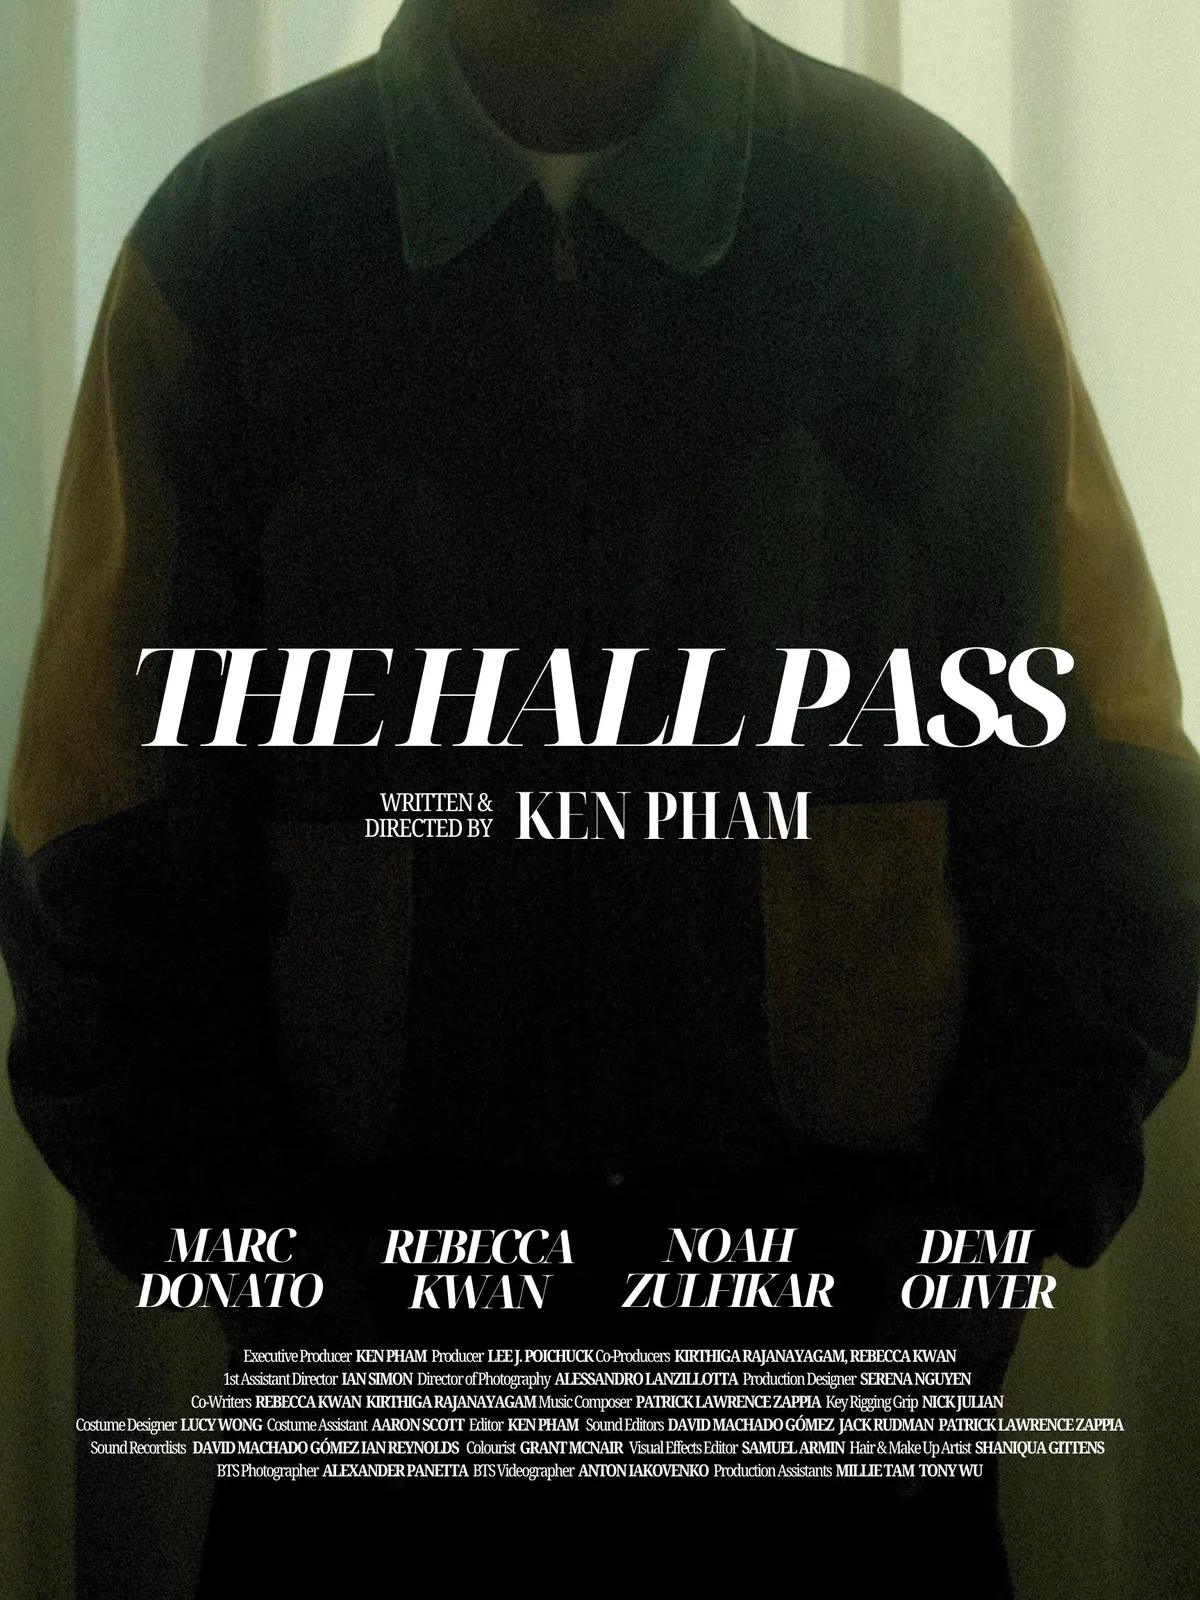 THE HALL PASS
WRITTEN &
DIRECTED BY
KEN PHAM
MARC
DONATO
REBECCA
KWAN
NOAH
ZULFIKAR
DEMI
OLIVER
Executive Producer KEN PHAM Producer LEE J. POICHUCK Co-Producers KIRTHIGA RAJANAYAGAM, REBECCA KWAN
1st Assistant Director IAN SIMON Director of Photography ALESSANDRO LANZILLOTTA Production Designer SERENA NGUYEN
Co-Writers REBECCA KWAN KIRTHIGA RAJANAYAGAM Music Composer PATRICK LAWRENCE ZAPPIA Key Rigging Grip NICK JULIAN
Costume Designer LUCY WONG Costume Assistant AARON SCOTT Editor KEN PHAM Sound Editors DAVID MACHADO GÓMEZ JACK RUDMAN PATRICK LAWRENCE ZAPPIA
Sound Recordists DAVID MACHADO GÓMEZ IAN REYNOLDS Colourist GRANT MCNAIR Visual Effects Editor SAMUEL ARMIN Hair & Make Up Artist SHANIQUA GITTENS
BTS Photographer ALEXANDER PANETTA BTS Videographer ANTON IAKOVENKO Production Assistants MILLIE TAM TONY WU